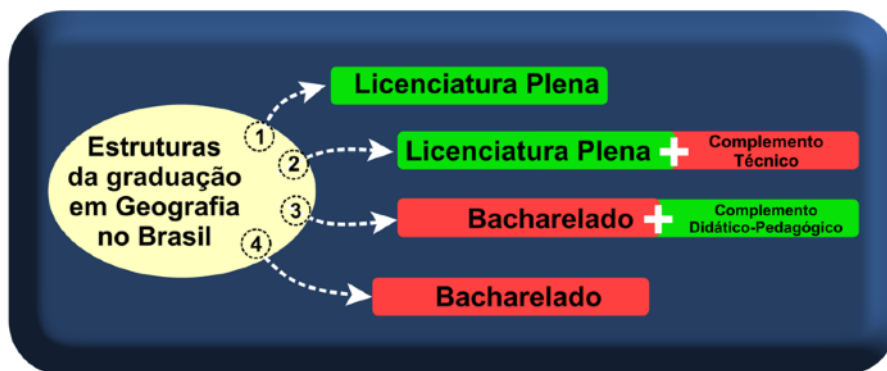 Estruturas
da graduação
em Geografia
no Brasil
1
Licenciatura Plena
2
Licenciatura Plena + Complemento
Técnico
3
Bacharelado + Complemento
Didático-Pedagógico
4
Bacharelado